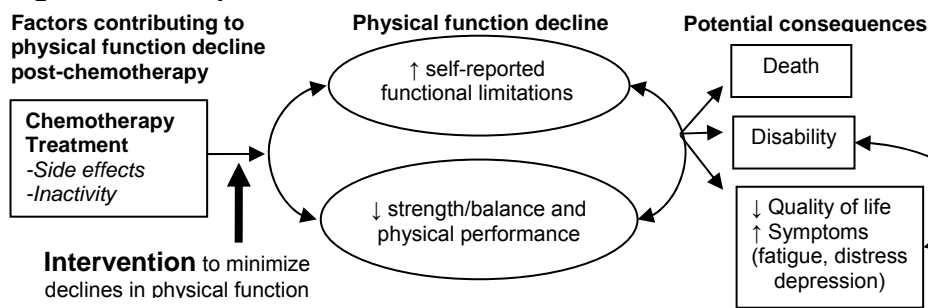 Factors contributing to
physical function decline
post-chemotherapy
Chemotherapy
Treatment
-Side effects
-Inactivity
Intervention to minimize
declines in physical function
Physical function decline
↑ self-reported
functional limitations
↓ strength/balance and
physical performance
Potential consequences
Death
Disability
↓ Quality of life
↑ Symptoms
(fatigue, distress
depression)